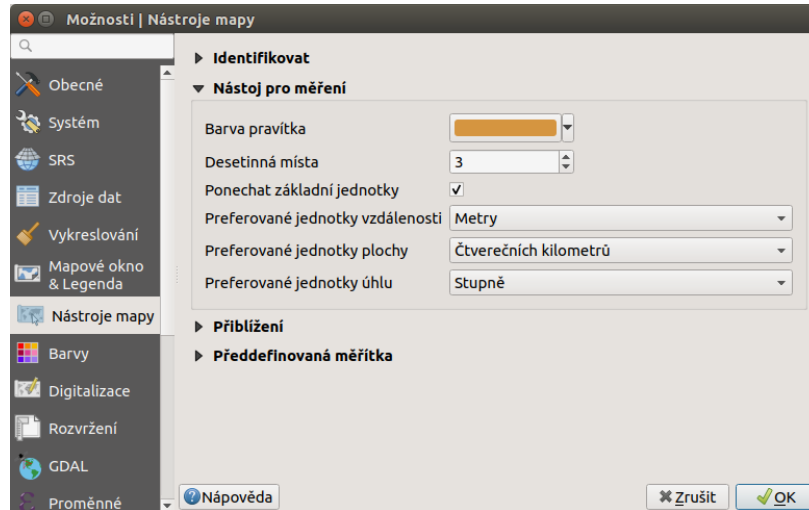 Možnosti | Nástroje mapy
Obecné
Systém
SRS
Zdroje dat
Vykreslování
Mapové okno
& Legenda
Nástroje mapy
Barvy
Digitalizace
Rozvržení
GDAL
Proměnné
Identifikovat
Nástoj pro měření
Barva pravítka
Desetinná místa 3
Ponechat základní jednotky
Preferované jednotky vzdálenosti Metry
Preferované jednotky plochy Čtverečních kilometrů
Preferované jednotky úhlu Stupně
Přiblížení
Předdefinovaná měřítka
Nápověda Zrušit OK